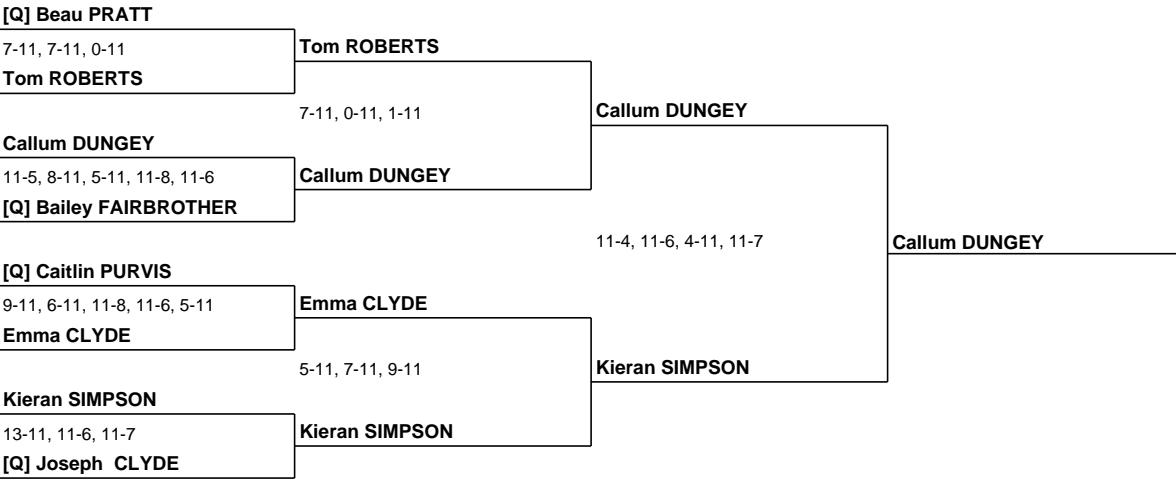 [Q] Beau PRATT
7-11, 7-11, 0-11
Tom ROBERTS
Callum DUNGEY
11-5, 8-11, 5-11, 11-8, 11-6
[Q] Bailey FAIRBROTHER
[Q] Caitlin PURVIS
9-11, 6-11, 11-8, 11-6, 5-11
Emma CLYDE
Kieran SIMPSON
13-11, 11-6, 11-7
[Q] Joseph  CLYDE
Tom ROBERTS
7-11, 0-11, 1-11
Callum DUNGEY
Emma CLYDE
5-11, 7-11, 9-11
Kieran SIMPSON
Callum DUNGEY
11-4, 11-6, 4-11, 11-7
Kieran SIMPSON
Callum DUNGEY